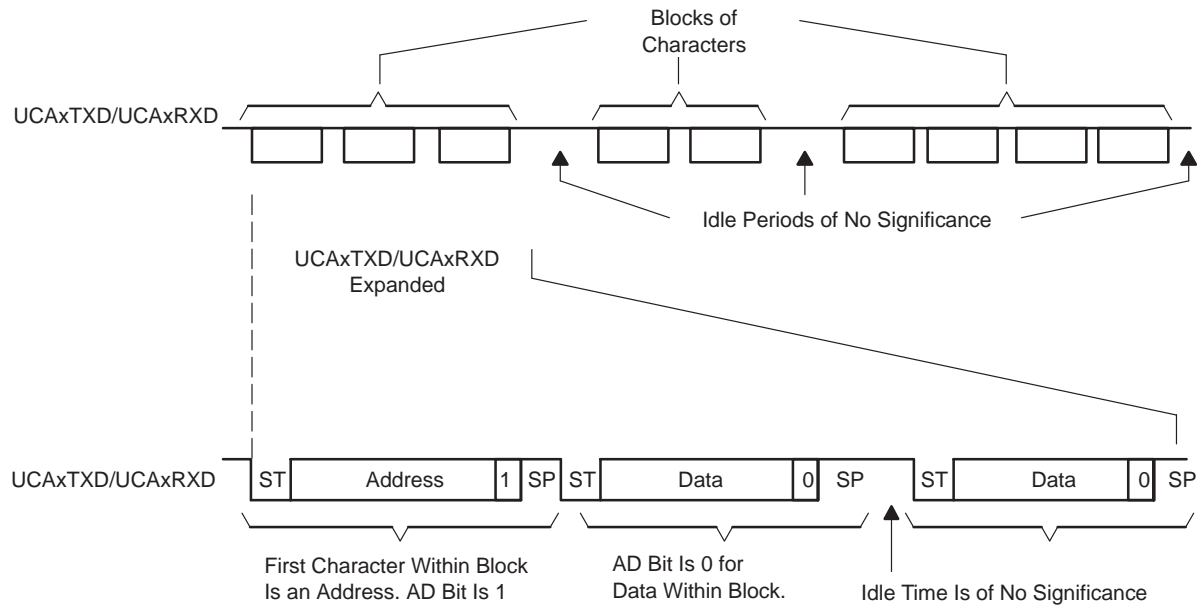 Blocks of
Characters
UCAxTXD/UCAxRXD
Idle Periods of No Significance
UCAxTXD/UCAxRXD
Expanded
UCAxTXD/UCAxRXD
ST Address 1 SP ST Data 0 SP ST Data 0 SP
First Character Within Block
Is an Address. AD Bit Is 1
AD Bit Is 0 for
Data Within Block.
Idle Time Is of No Significance